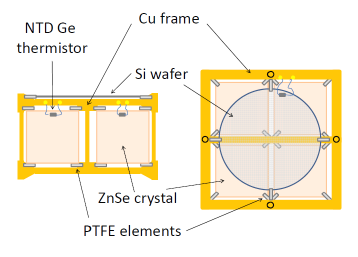 Cu frame
NTD Ge
thermistor
Si wafer
ZnSe crystal
PTFE elements